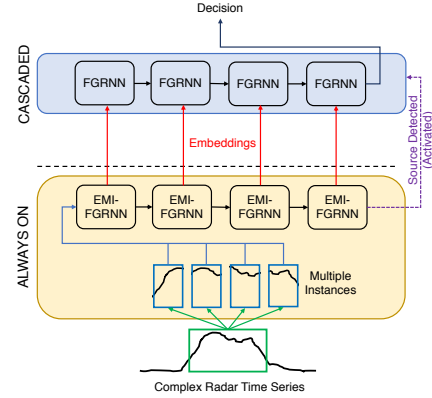 Decision
CASCADED
FGRNN
FGRNN
FGRNN
FGRNN
Embeddings
Source Detected
(Activated)
ALWAYS ON
EMI-
FGRNN
EMI-
FGRNN
EMI-
FGRNN
EMI-
FGRNN
Multiple
Instances
Complex Radar Time Series